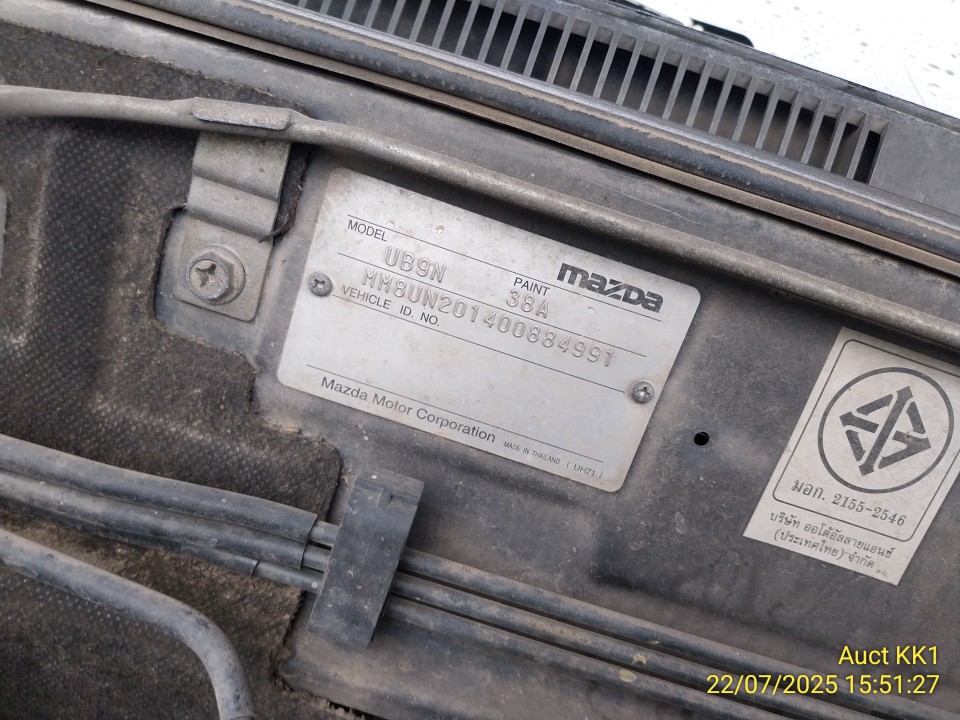 mazda
MODEL UB9N PAINT 38A
MM8UN201400884991
VEHICLE ID. NO.
Mazda Motor Corporation MADE IN THAILAND ( UH71 )
มอก. 2155-2546
บริษัท ออโต้อัลลายแอนซ์
(ประเทศไทย) จำกัด
Auct KK1
22/07/2025 15:51:27